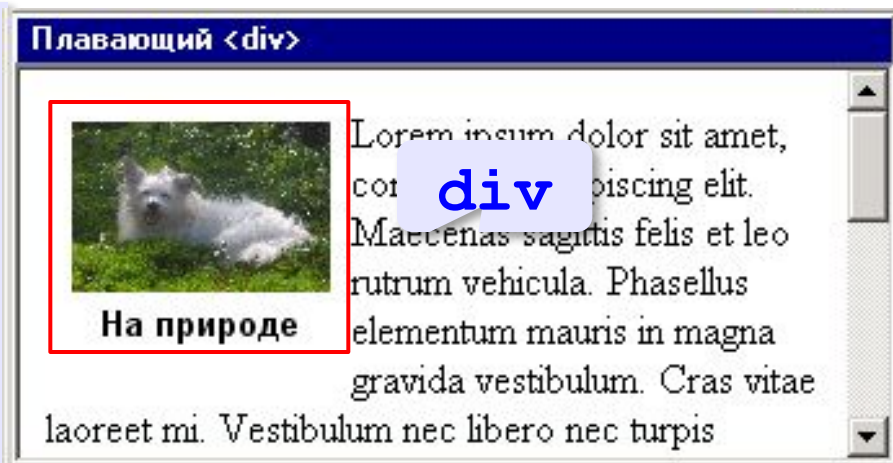 Плавающий <div>
Lorem ipsum dolor sit amet,
piscing elit.
div
Maecenas sagittis felis et leo
rutrum vehicula. Phasellus
elementum mauris in magna
gravida vestibulum. Cras vitae
На природе
laoreet mi. Vestibulum nec libero nec turpis